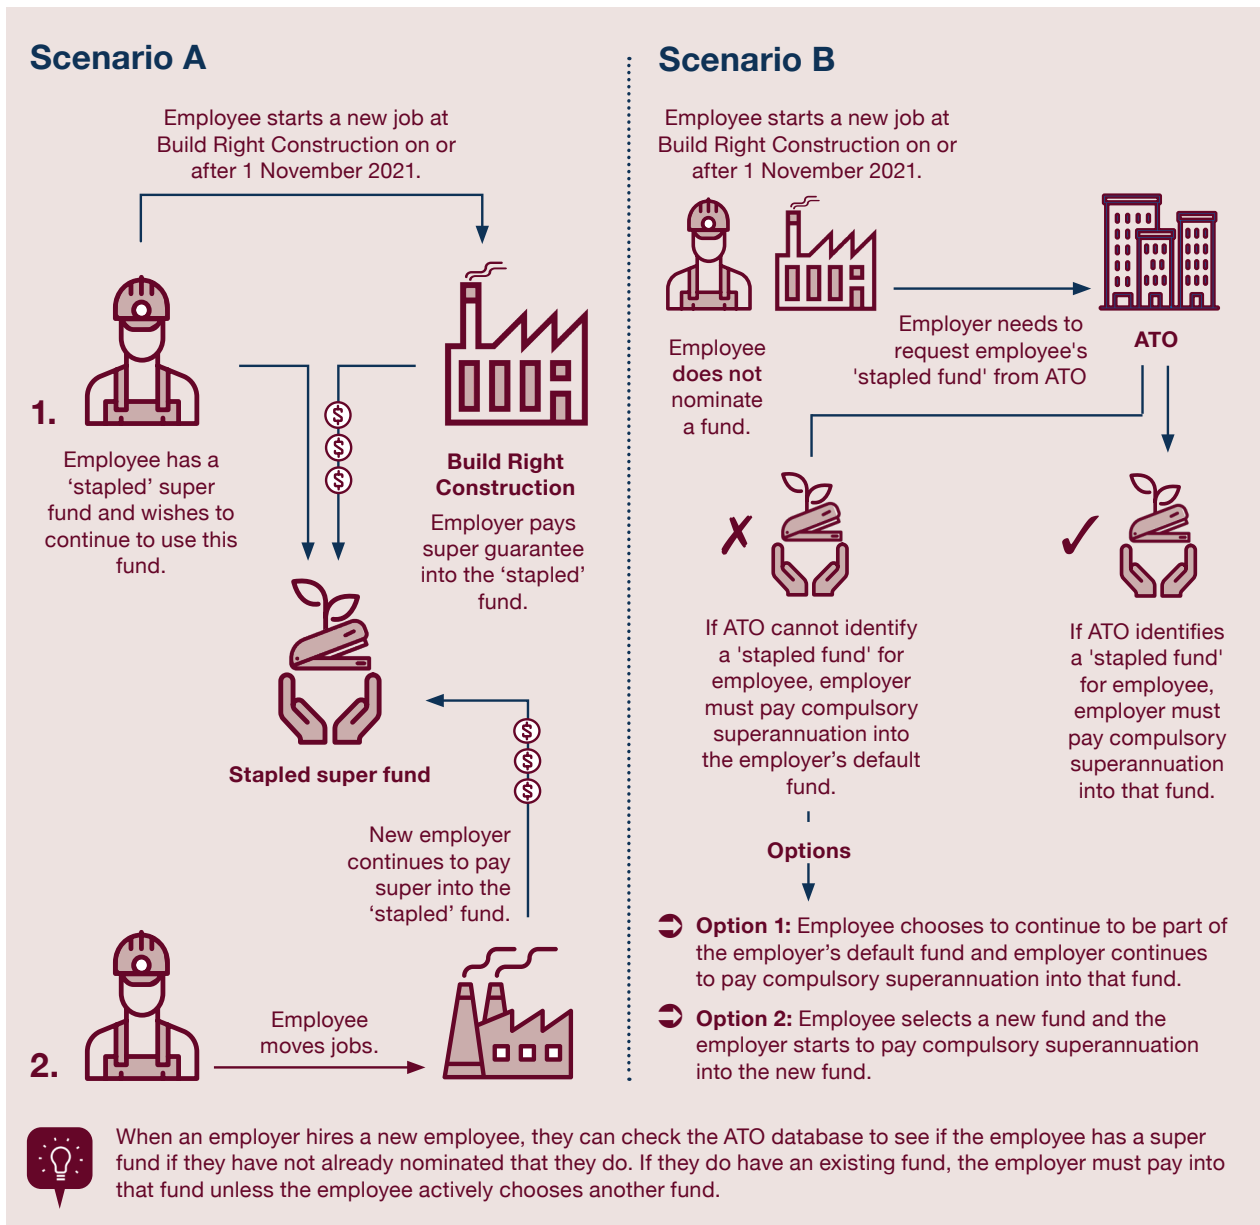 Scenario A
Employee starts a new job at
Build Right Construction on or
after 1 November 2021.
1.
Employee has a
‘stapled’ super
fund and wishes to
continue to use this
fund.
$
$
$
Build Right
Construction
Employer pays
super guarantee
into the ‘stapled’
fund.
Stapled super fund
$
$
$
New employer
continues to pay
super into the
‘stapled’ fund.
2.
Employee
moves jobs.
Scenario B
Employee starts a new job at
Build Right Construction on or
after 1 November 2021.
Employee
does not
nominate
a fund.
Employer needs to
request employee's
'stapled fund' from ATO
ATO
If ATO cannot identify
a 'stapled fund' for
employee, employer
must pay compulsory
superannuation into
the employer’s default
fund.
If ATO identifies
a 'stapled fund'
for employee,
employer must
pay compulsory
superannuation
into that fund.
Options
Option 1: Employee chooses to continue to be part of
the employer’s default fund and employer continues
to pay compulsory superannuation into that fund.
Option 2: Employee selects a new fund and the
employer starts to pay compulsory superannuation
into the new fund.
When an employer hires a new employee, they can check the ATO database to see if the employee has a super
fund if they have not already nominated that they do. If they do have an existing fund, the employer must pay into
that fund unless the employee actively chooses another fund.